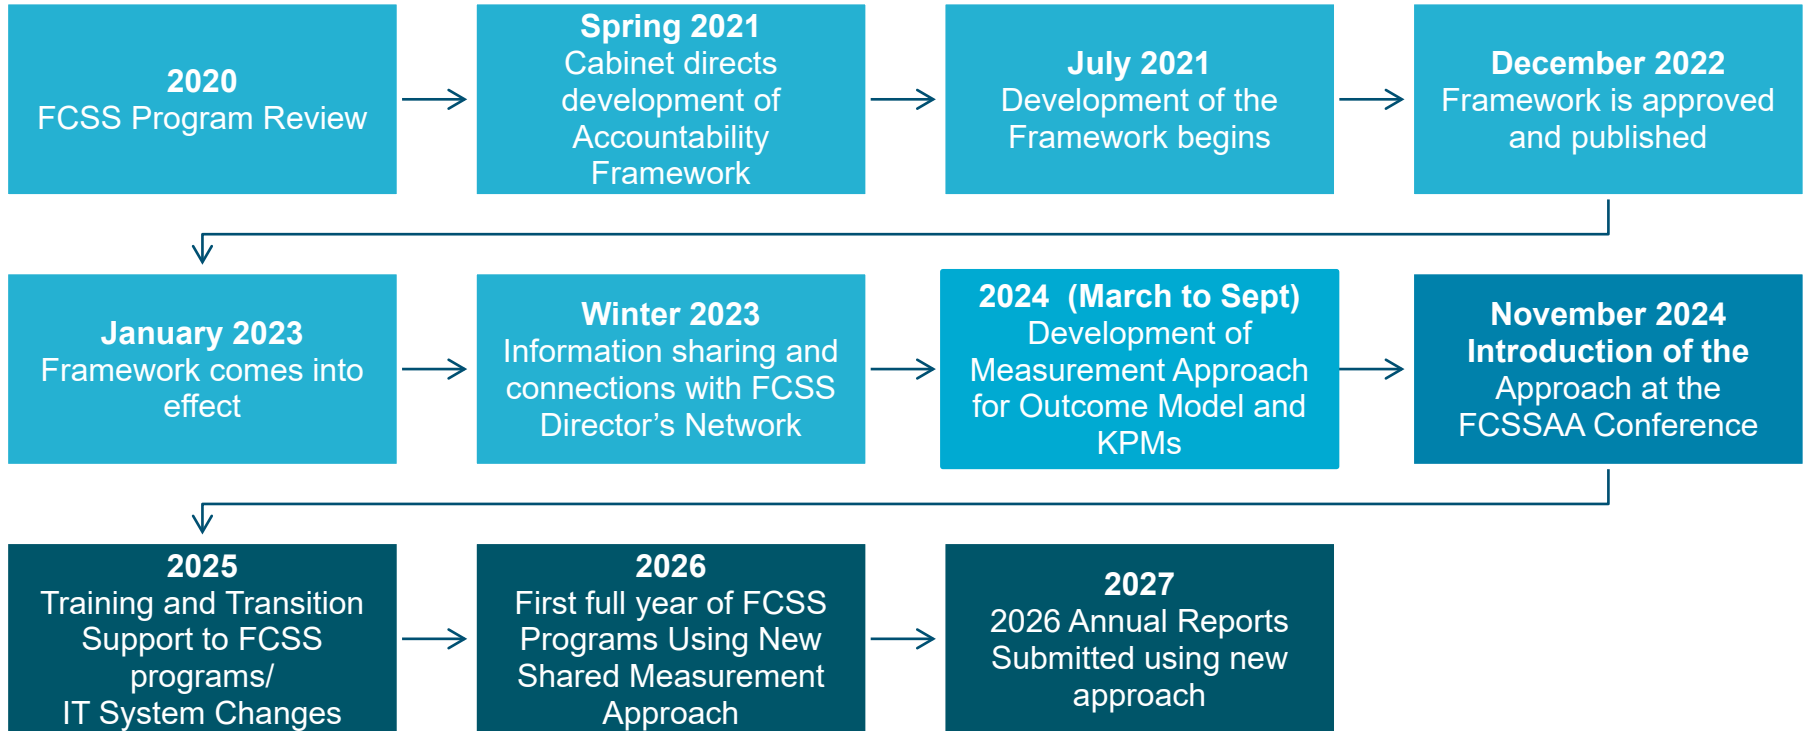 2020
FCSS Program Review
Spring 2021
Cabinet directs
development of
Accountability
Framework
July 2021
Development of the
Framework begins
December 2022
Framework is approved
and published
January 2023
Framework comes into
effect
Winter 2023
Information sharing and
connections with FCSS
Director’s Network
2024  (March to Sept)
Development of
Measurement Approach
for Outcome Model and
KPMs
November 2024
Introduction of the
Approach at the
FCSSAA Conference
2025
Training and Transition
Support to FCSS
programs/
IT System Changes
2026
First full year of FCSS
Programs Using New
Shared Measurement
Approach
2027
2026 Annual Reports
Submitted using new
approach